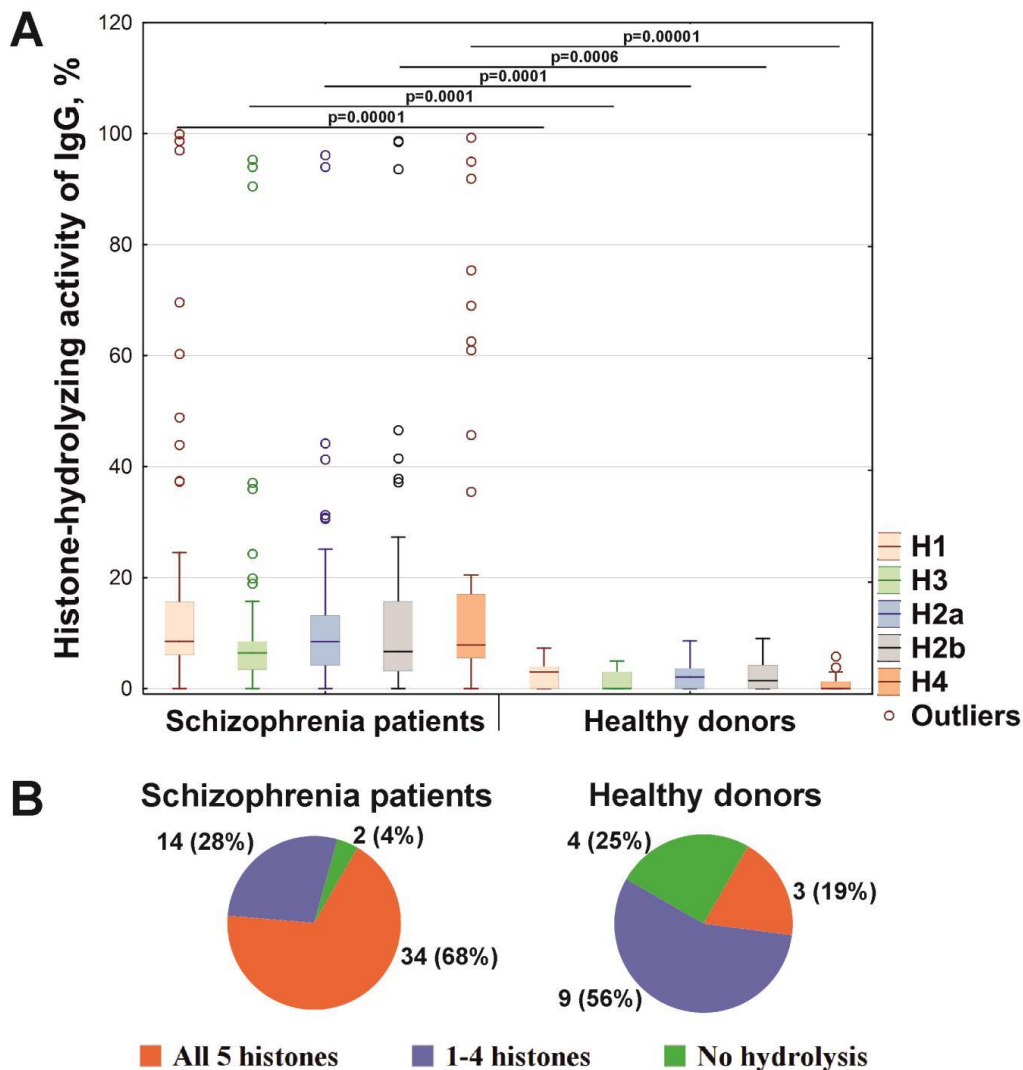 A
Histone-hydrolyzing activity of IgG, %
120
100
80
60
40
20
0
p=0.00001
p=0.0006
p=0.0001
p=0.0001
p=0.00001
H1
H3
H2a
H2b
H4
Outliers
Schizophrenia patients
Healthy donors
B
Schizophrenia patients
Healthy donors
14 (28%)
2 (4%)
34 (68%)
4 (25%)
3 (19%)
9 (56%)
All 5 histones
1-4 histones
No hydrolysis